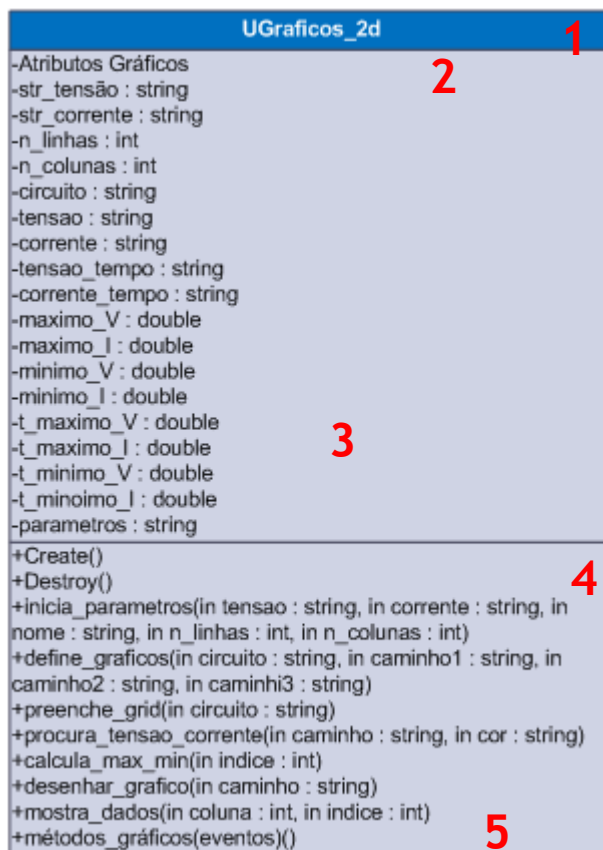 UGraficos_2d 1
-Atributos Gráficos 2
-str_tensão : string
-str_corrente : string
-n_linhas : int
-n_colunas : int
-circuito : string
-tensao : string
-corrente : string
-tensao_tempo : string
-corrente_tempo : string
-maximo_V : double
-maximo_I : double
-minimo_V : double
-minimo_I : double
-t_maximo_V : double
-t_maximo_I : double 3
-t_minimo_V : double
-t_minoimo_I : double
-parametros : string
+Create()
+Destroy() 4
+inicia_parametros(in tensao : string, in corrente : string, in
nome : string, in n_linhas : int, in n_colunas : int)
+define_graficos(in circuito : string, in caminho1 : string, in
caminho2 : string, in caminhi3 : string)
+preenche_grid(in circuito : string)
+procura_tensao_corrente(in caminho : string, in cor : string)
+calcula_max_min(in indice : int)
+desenhar_grafico(in caminho : string)
+mostra_dados(in coluna : int, in indice : int)
+métodos_gráficos(eventos)() 5